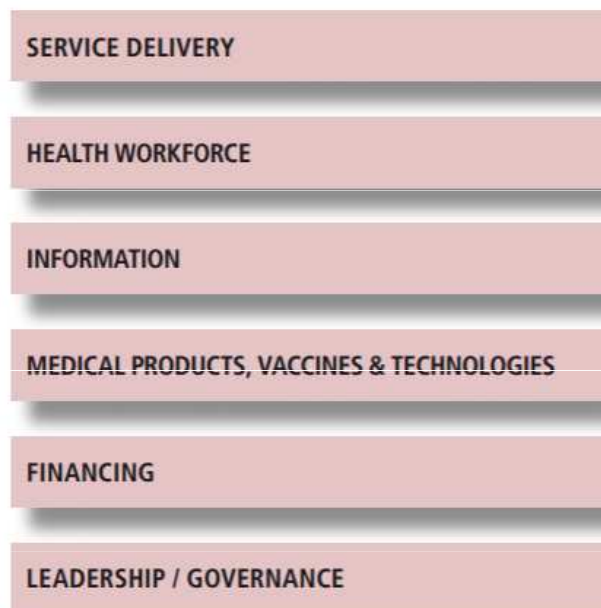 SERVICE DELIVERY
HEALTH WORKFORCE
INFORMATION
MEDICAL PRODUCTS, VACCINES & TECHNOLOGIES
FINANCING
LEADERSHIP / GOVERNANCE